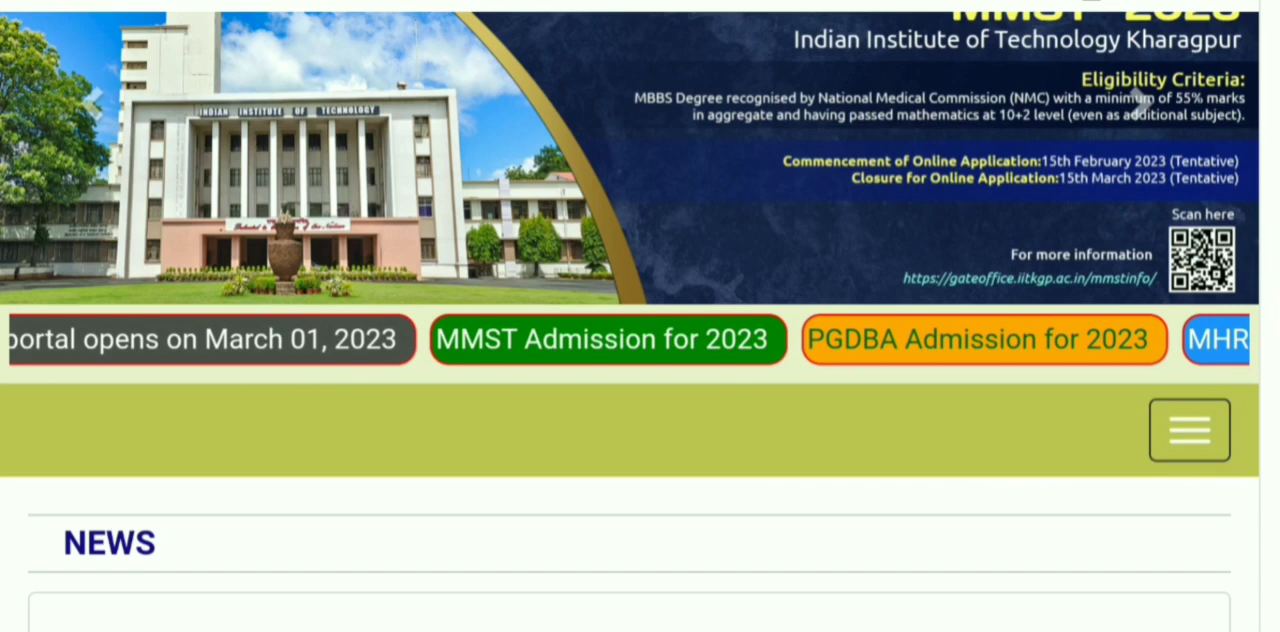 MMST 2023
Indian Institute of Technology Kharagpur
Eligibility Criteria:
MBBS Degree recognised by National Medical Commission (NMC) with a minimum of 55% marks
in aggregate and having passed mathematics at 10+2 level (even as additional subject).
Commencement of Online Application:15th February 2023 (Tentative)
Closure for Online Application:15th March 2023 (Tentative)
Scan here
For more information
https://gateoffice.iitkgp.ac.in/mmstinfo/
INDIAN INSTITUTE OF TECHNOLOGY
portal opens on March 01, 2023 MMST Admission for 2023 PGDBA Admission for 2023 MHR
NEWS